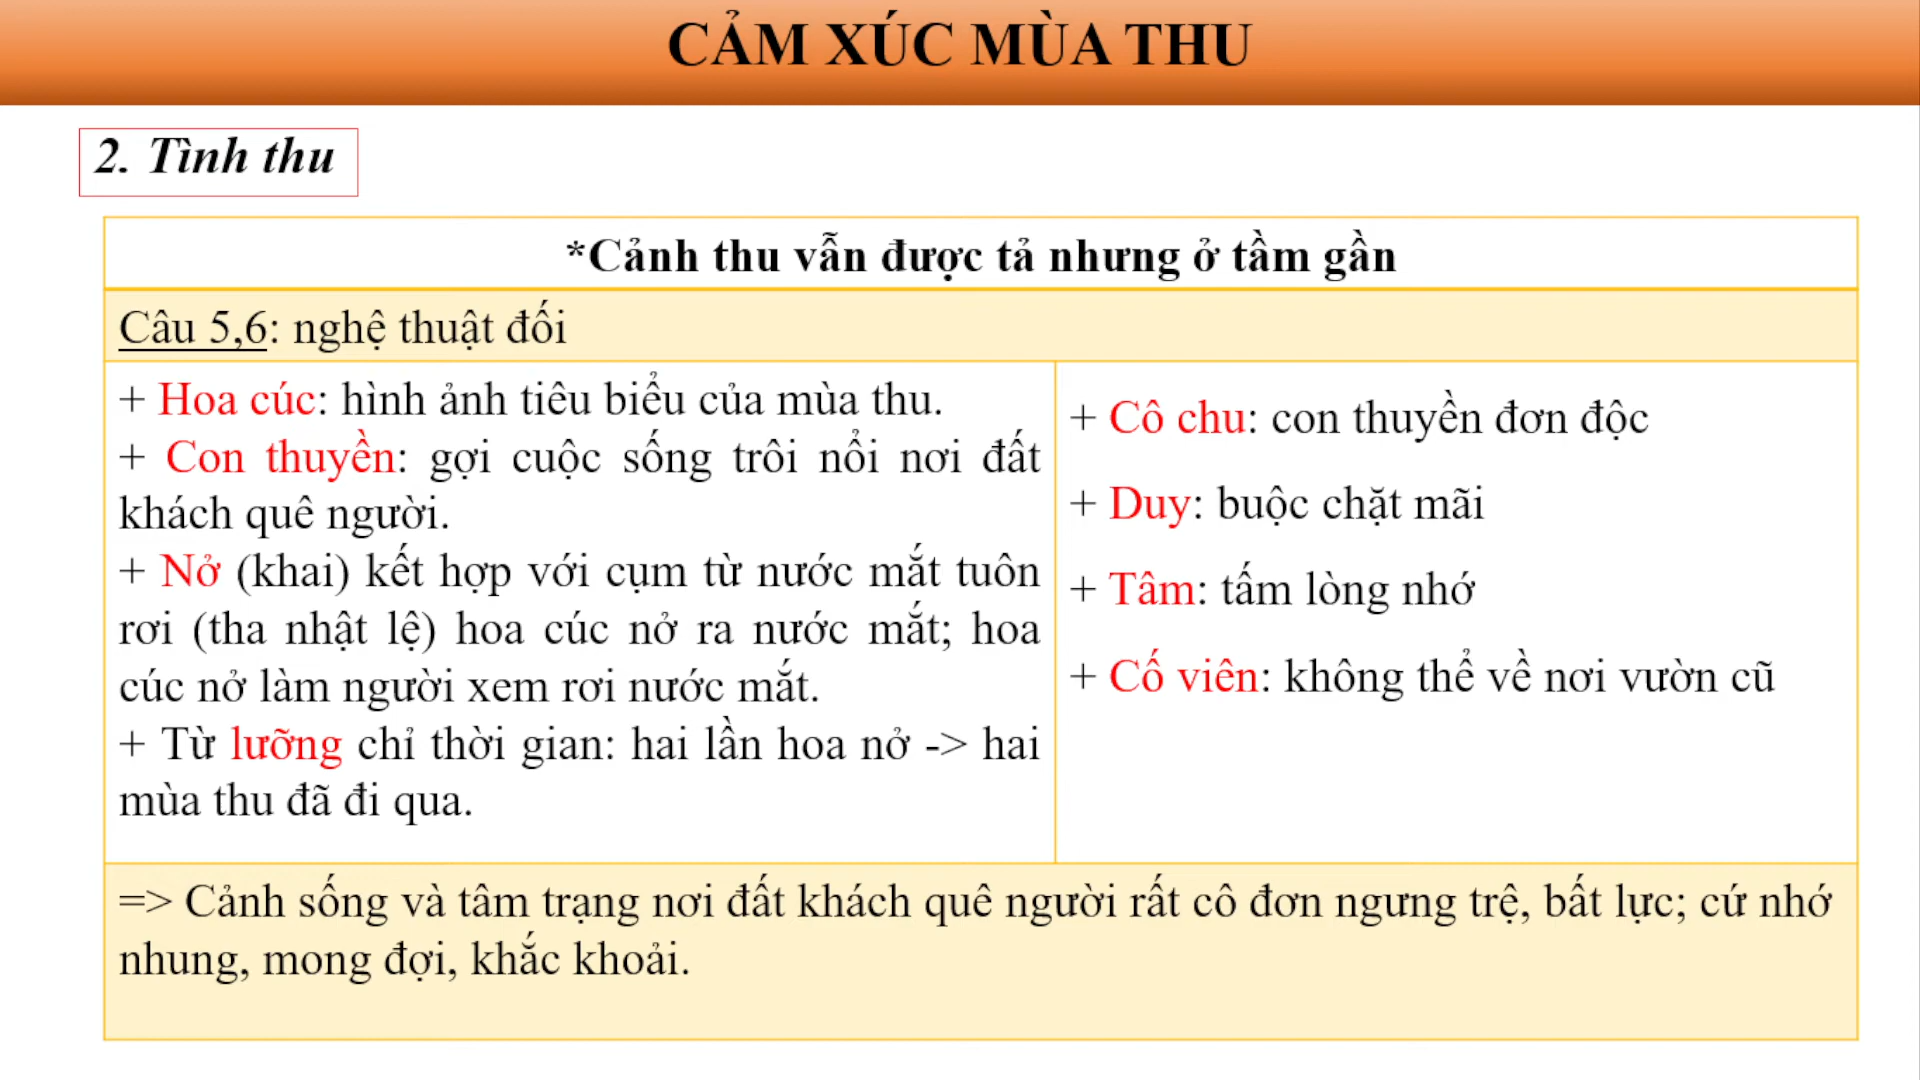 CẢM XÚC MÙA THU
2. Tình thu
*Cảnh thu vẫn được tả nhưng ở tầm gần
Câu 5,6: nghệ thuật đối
+ Hoa cúc: hình ảnh tiêu biểu của mùa thu.
+ Con thuyền: gợi cuộc sống trôi nổi nơi đất
khách quê người.
+ Nở (khai) kết hợp với cụm từ nước mắt tuôn
rơi (tha nhật lệ) hoa cúc nở ra nước mắt; hoa
cúc nở làm người xem rơi nước mắt.
+ Từ lưỡng chỉ thời gian: hai lần hoa nở -> hai
mùa thu đã đi qua.
+ Cô chu: con thuyền đơn độc
+ Duy: buộc chặt mãi
+ Tâm: tấm lòng nhớ
+ Cố viên: không thể về nơi vườn cũ
=> Cảnh sống và tâm trạng nơi đất khách quê người rất cô đơn ngưng trệ, bất lực; cứ nhớ
nhung, mong đợi, khắc khoải.